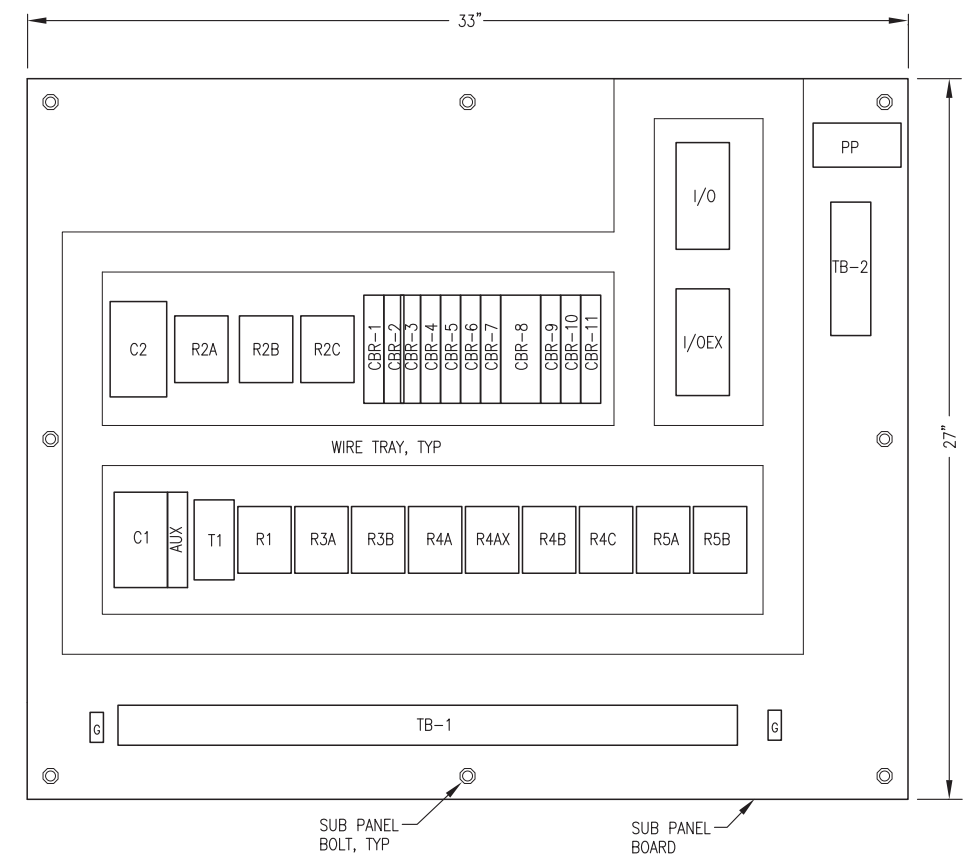 33"
PP
I/O
TB-2
I/OEX
C2
R2A
R2B
R2C
CBR-1
CBR-2
CBR-3
CBR-4
CBR-5
CBR-6
CBR-7
CBR-8
CBR-9
CBR-10
CBR-11
WIRE TRAY, TYP
27"
C1
AUX
T1
R1
R3A
R3B
R4A
R4AX
R4B
R4C
R5A
R5B
G
TB-1
G
SUB PANEL
BOLT, TYP
SUB PANEL
BOARD